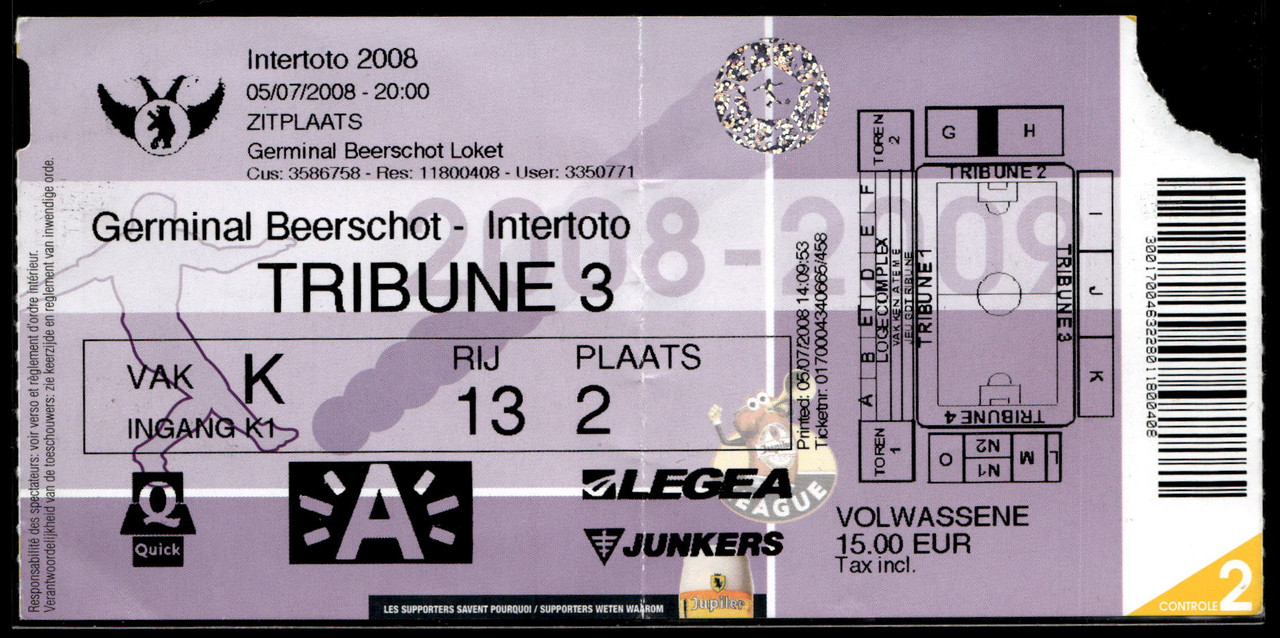 Intertoto 2008
05/07/2008 - 20:00
ZITPLAATS
Germinal Beerschot Loket
Cus: 3586758 - Res: 11800408 - User: 3350771
2008-2009
Germinal Beerschot - Intertoto
TRIBUNE 3
VAK K
INGANG K1
RIJ
13
PLAATS
2
Responsabilité des spectateurs: voir verso et règlement d'ordre intérieur.
Verantwoordelijkheid van de toeschouwers: zie keerzijde en reglement van inwendige orde.
Q
Quick
A
LEGEA
JUNKERS
LEAGUE
LES SUPPORTERS SAVENT POURQUOI / SUPPORTERS WETEN WAAROM
Jupiler
Printed: 05/07/2008 14:09:53
Ticketnr: 0170004340665/458
TOREN 2
G
H
TRIBUNE 2
A B E I D E F
LOGECOMPLEX
TRIBUNE 1
TRIBUNE 3
I
J
K
TRIBUNE 4
TOREN 1
O
N2
N1
M
L
VOLWASSENE
15.00 EUR
Tax incl.
3001700463228011800408
CONTROLE 2